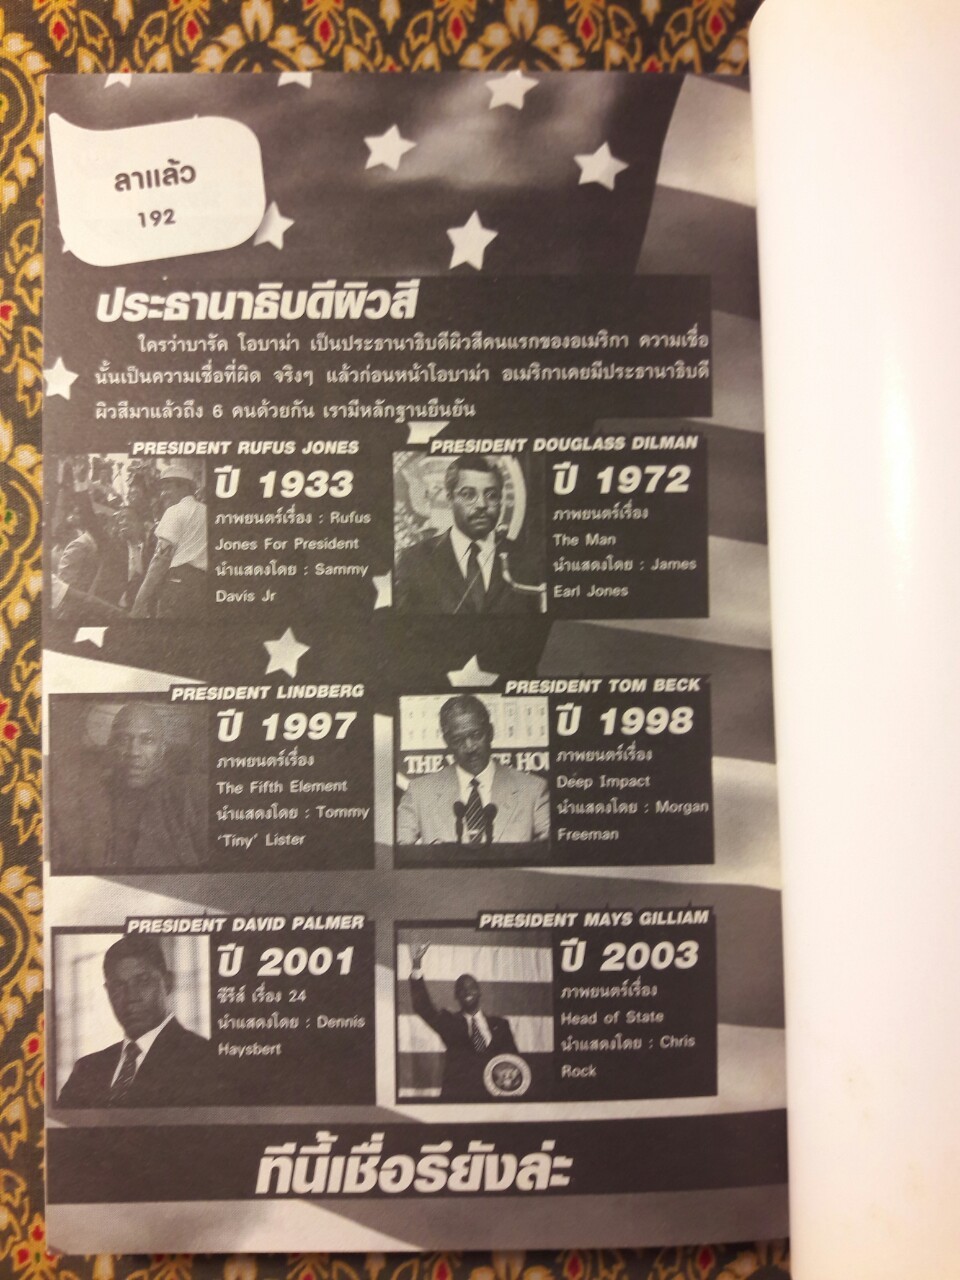 ลาแล้ว
192
ประธานาธิบดีผิวสี
ใครว่าบารัค โอบาม่า เป็นประธานาธิบดีผิวสีคนแรกของอเมริกา ความเชื่อ
นั้นเป็นความเชื่อที่ผิด จริงๆ แล้วก่อนหน้าโอบาม่า อเมริกาเคยมีประธานาธิบดี
ผิวสีมาแล้วถึง 6 คนด้วยกัน เรามีหลักฐานยืนยัน
PRESIDENT RUFUS JONES
ปี 1933
ภาพยนตร์เรื่อง : Rufus
Jones For President
นำแสดงโดย : Sammy
Davis Jr
PRESIDENT DOUGLASS DILMAN
ปี 1972
ภาพยนตร์เรื่อง
The Man
นำแสดงโดย : James
Earl Jones
PRESIDENT LINDBERG
ปี 1997
ภาพยนตร์เรื่อง
The Fifth Element
นำแสดงโดย : Tommy
'Tiny' Lister
PRESIDENT TOM BECK
ปี 1998
ภาพยนตร์เรื่อง
Deep Impact
นำแสดงโดย : Morgan
Freeman
PRESIDENT DAVID PALMER
ปี 2001
ซีรีส์ เรื่อง 24
นำแสดงโดย : Dennis
Haysbert
PRESIDENT MAYS GILLIAM
ปี 2003
ภาพยนตร์เรื่อง
Head of State
นำแสดงโดย : Chris
Rock
ทีนี้เชื่อรึยังล่ะ